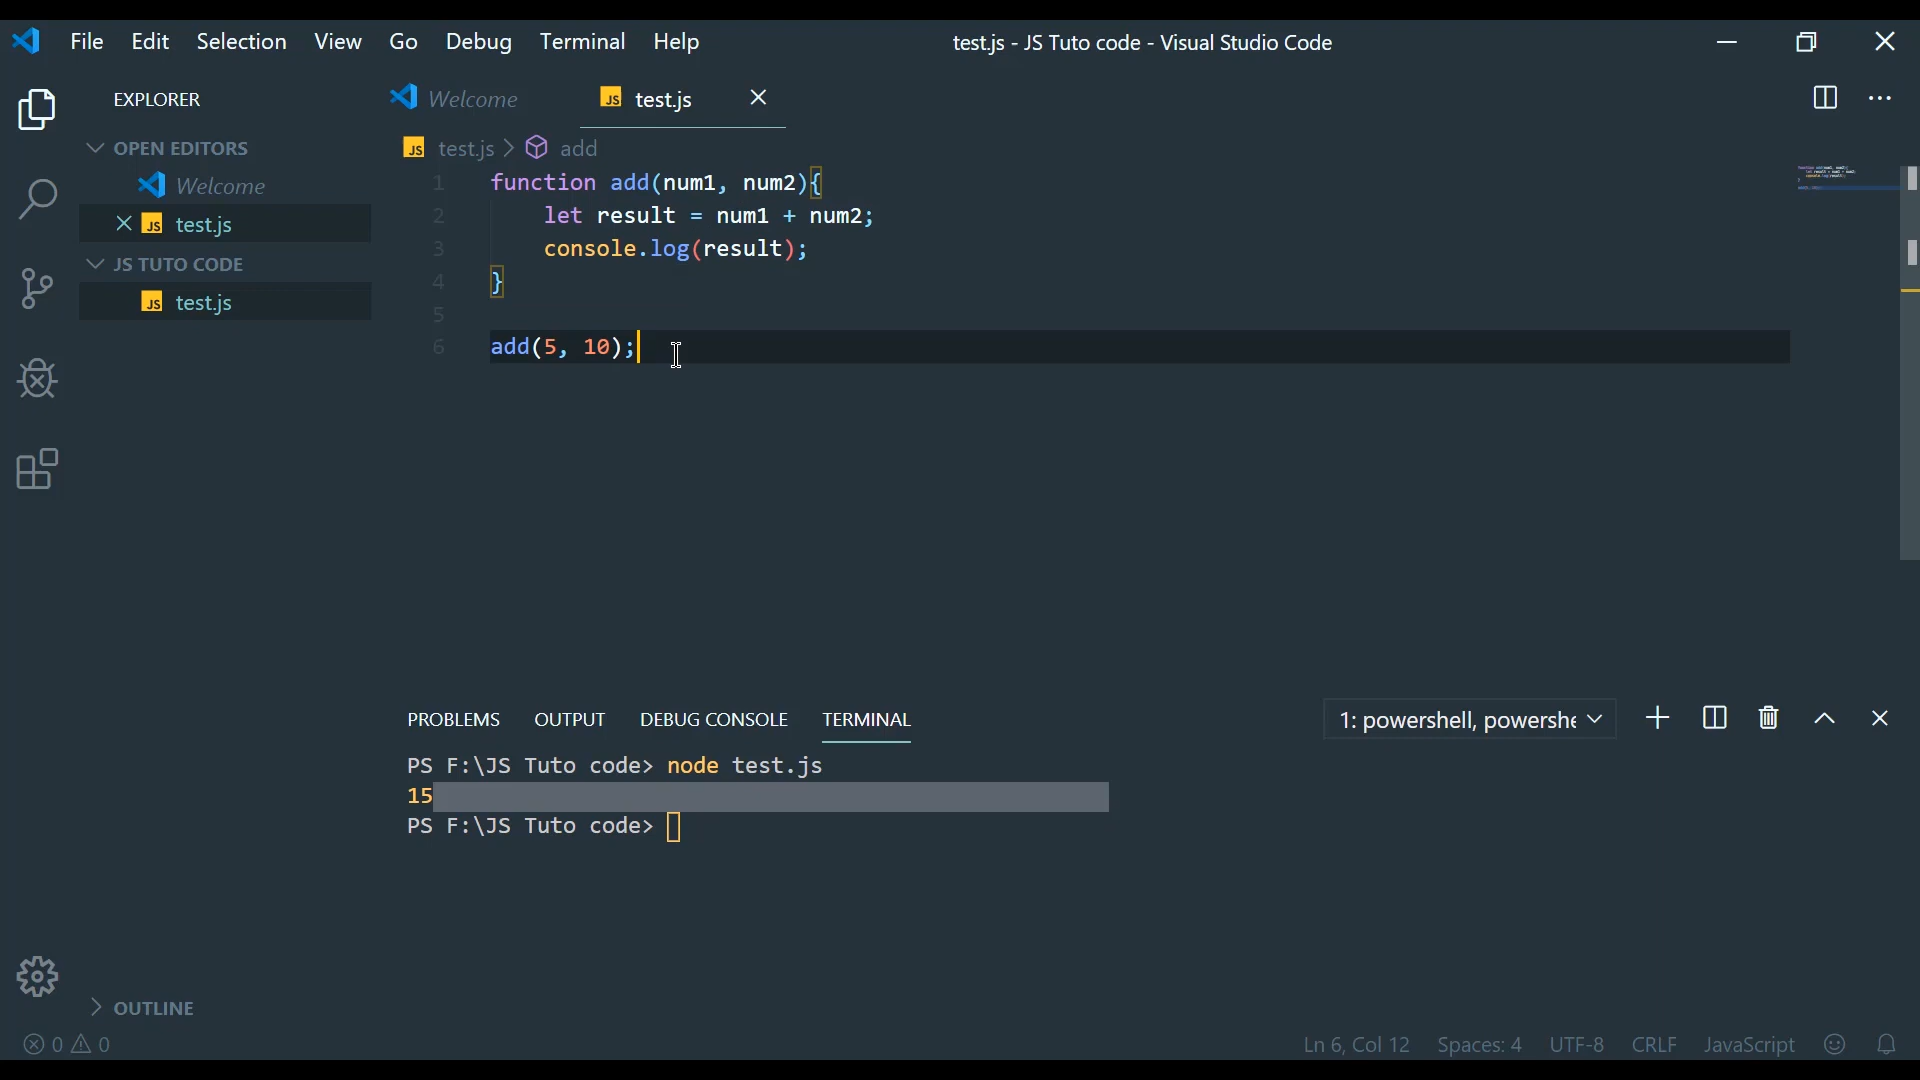 File Edit Selection View Go Debug Terminal Help
test.js - JS Tuto code - Visual Studio Code
EXPLORER
OPEN EDITORS
Welcome
JS test.js
JS TUTO CODE
JS test.js
OUTLINE
Welcome
JS test.js
JS test.js > add
1 function add(num1, num2){
2 let result = num1 + num2;
3 console.log(result);
4 }
5
6 add(5, 10);
PROBLEMS OUTPUT DEBUG CONSOLE TERMINAL
1: powershell, powershe
PS F:\JS Tuto code> node test.js
15
PS F:\JS Tuto code>
0 0
Ln 6, Col 12 Spaces: 4 UTF-8 CRLF JavaScript